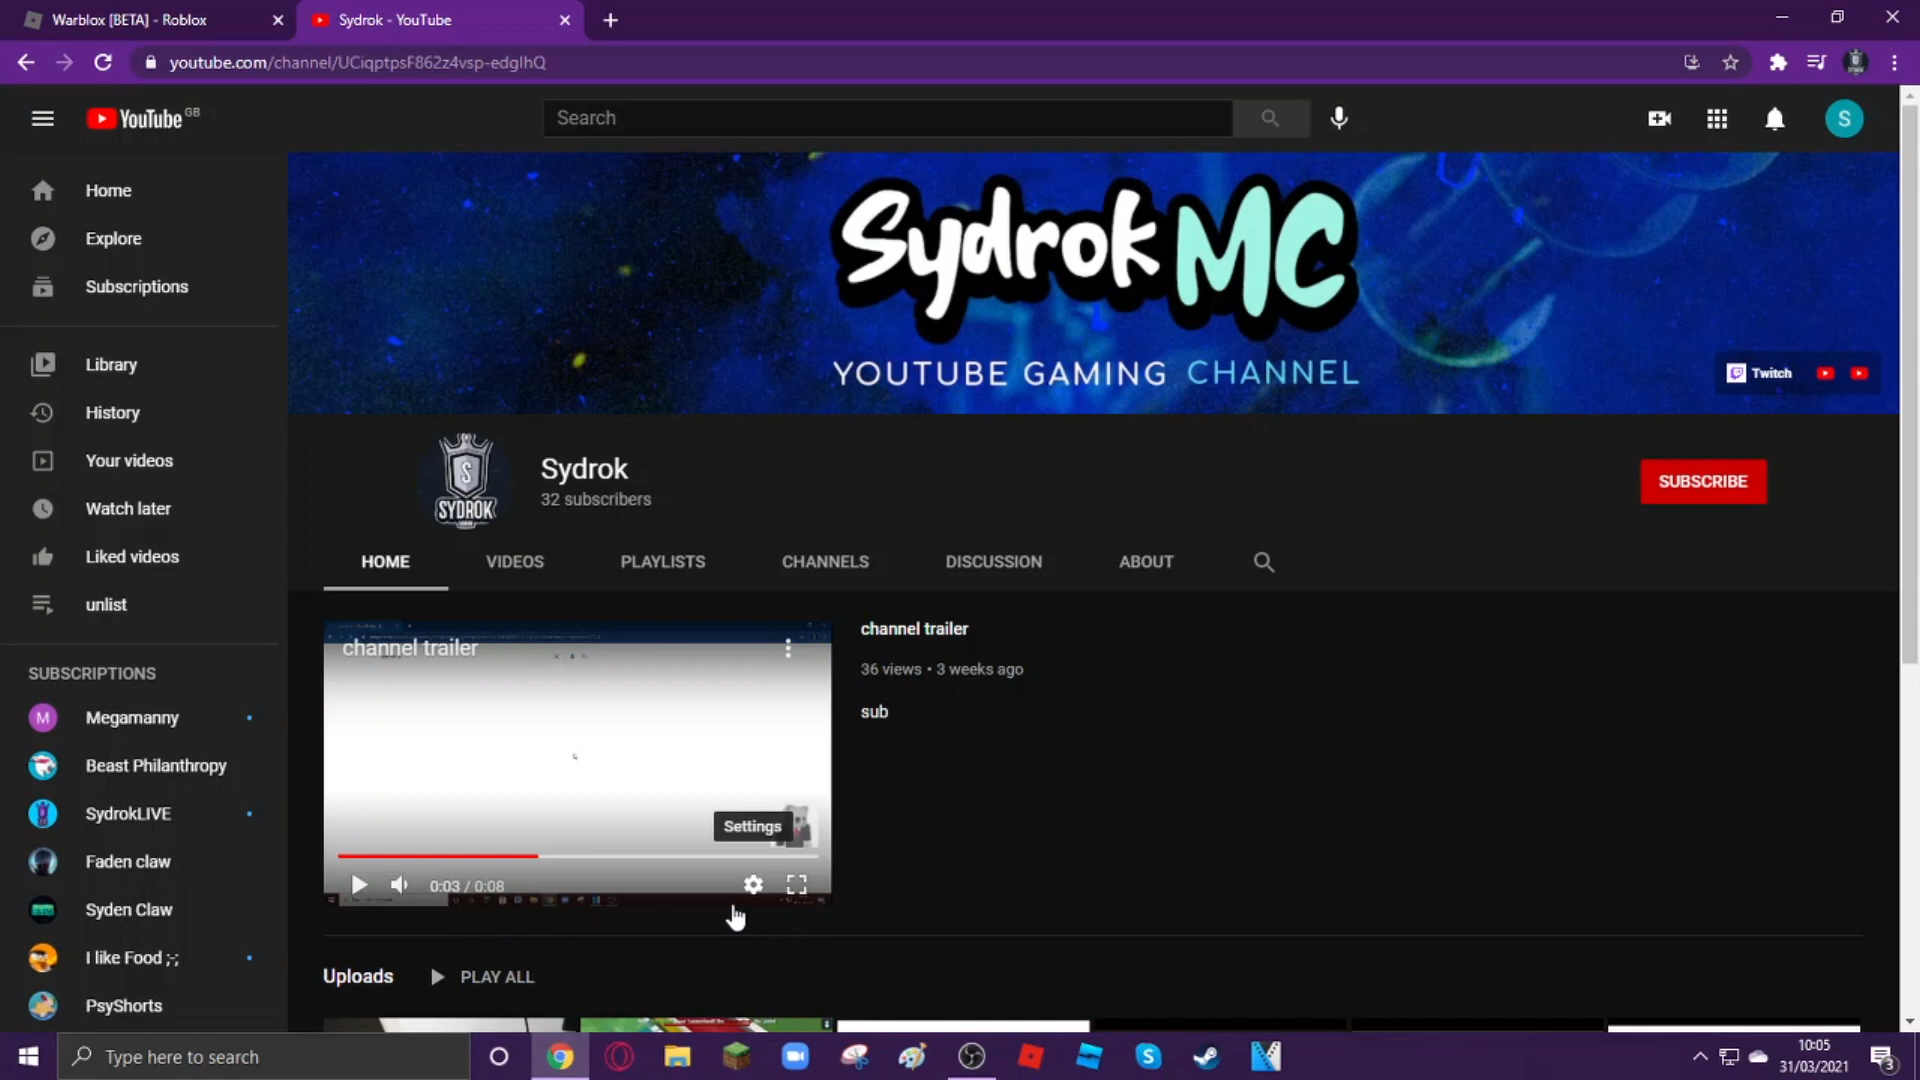 Warblox [BETA] - Roblox
Sydrok - YouTube
youtube.com/channel/UCiqptpsF862z4vsp-edglhQ
YouTube GB
Search
S
Home
Explore
Subscriptions
Library
History
Your videos
Watch later
Liked videos
unlist
SUBSCRIPTIONS
M Megamanny
Beast Philanthropy
SydrokLIVE
Faden claw
Syden Claw
I like Food ;-;
PsyShorts
Sydrok MC
YOUTUBE GAMING CHANNEL
Twitch
S
SYDROK
Sydrok
32 subscribers
SUBSCRIBE
HOME
VIDEOS
PLAYLISTS
CHANNELS
DISCUSSION
ABOUT
channel trailer
Settings
0:03 / 0:08
channel trailer
36 views • 3 weeks ago
sub
Uploads
PLAY ALL
Type here to search
10:05
31/03/2021
3